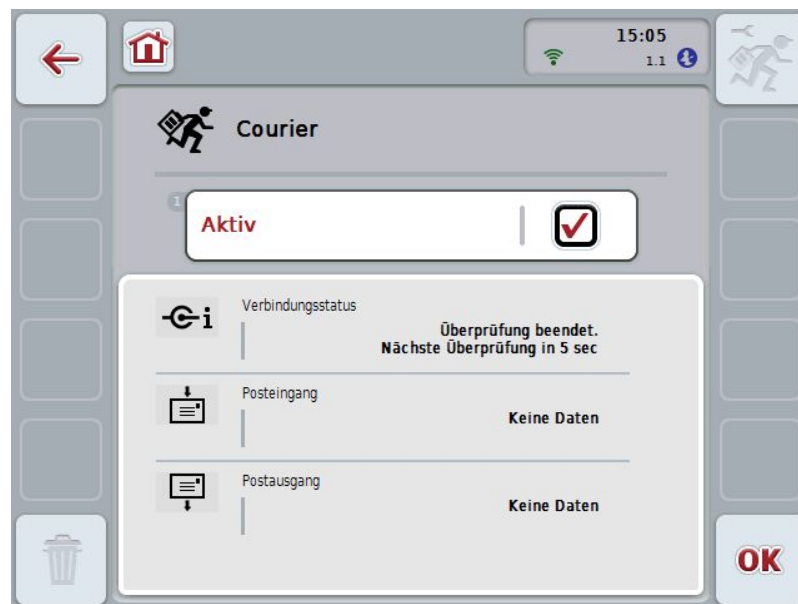 15:05
1.1
Courier
1
Aktiv
Verbindungsstatus
Überprüfung beendet.
Nächste Überprüfung in 5 sec
Posteingang
Keine Daten
Postausgang
Keine Daten
OK